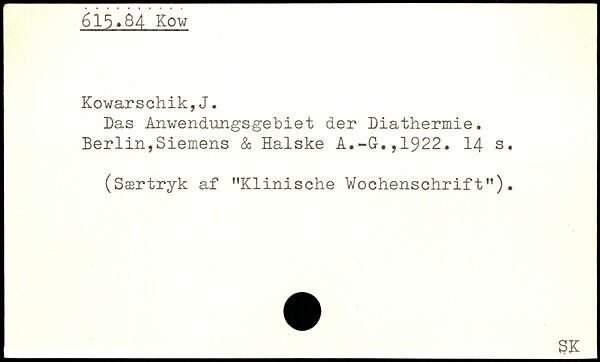 615.84 Kow
Kowarschik,J.
Das Anwendungsgebiet der Diathermie.
Berlin,Siemens & Halske A.-G.,1922. 14 s.
(Særtryk af "Klinische Wochenschrift").
SK